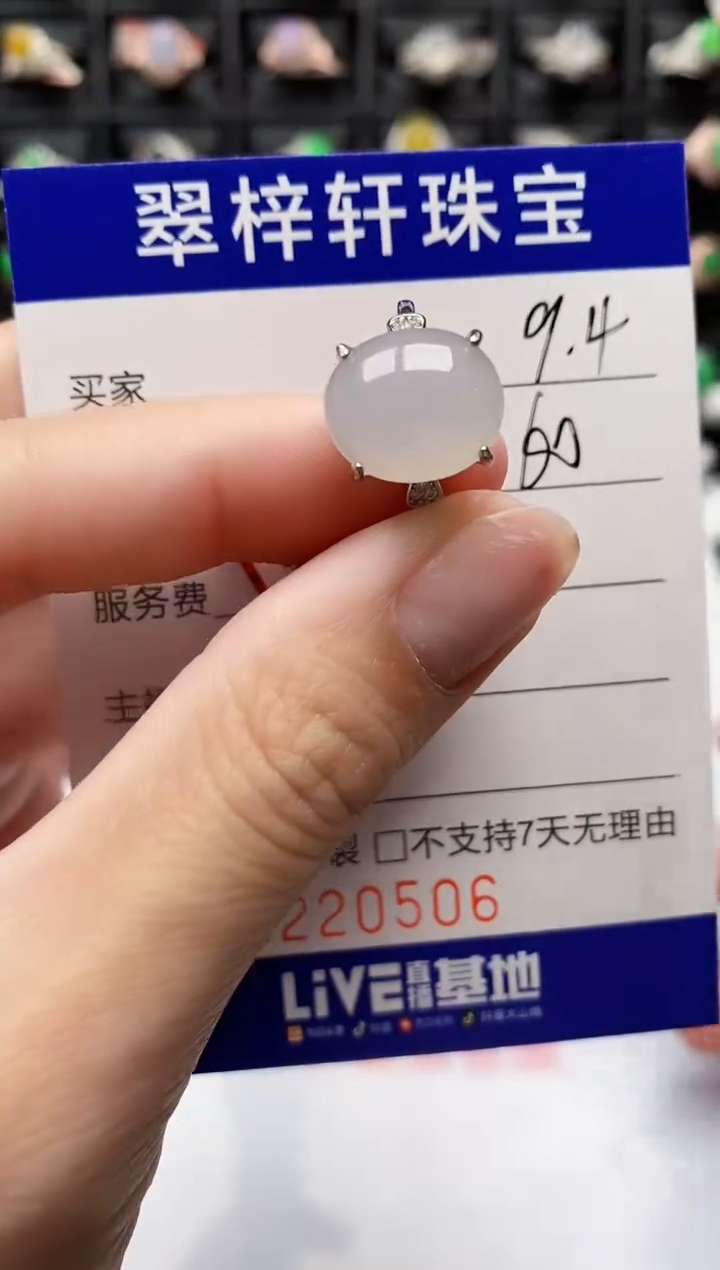 翠梓轩珠宝
9.4
买家
60
服务费
主
裂 □不支持7天无理由
220506
LiVE直播基地